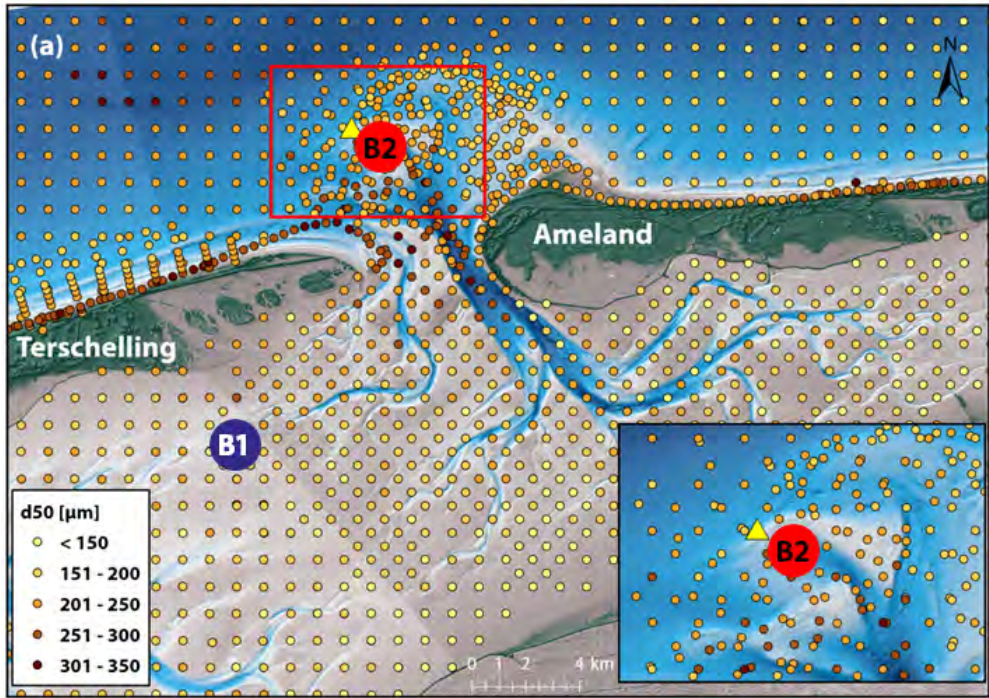 (a)
N
B2
Ameland
Terschelling
B1
B2
d50 [µm]
< 150
151 - 200
201 - 250
251 - 300
301 - 350
0 1 2 4 km